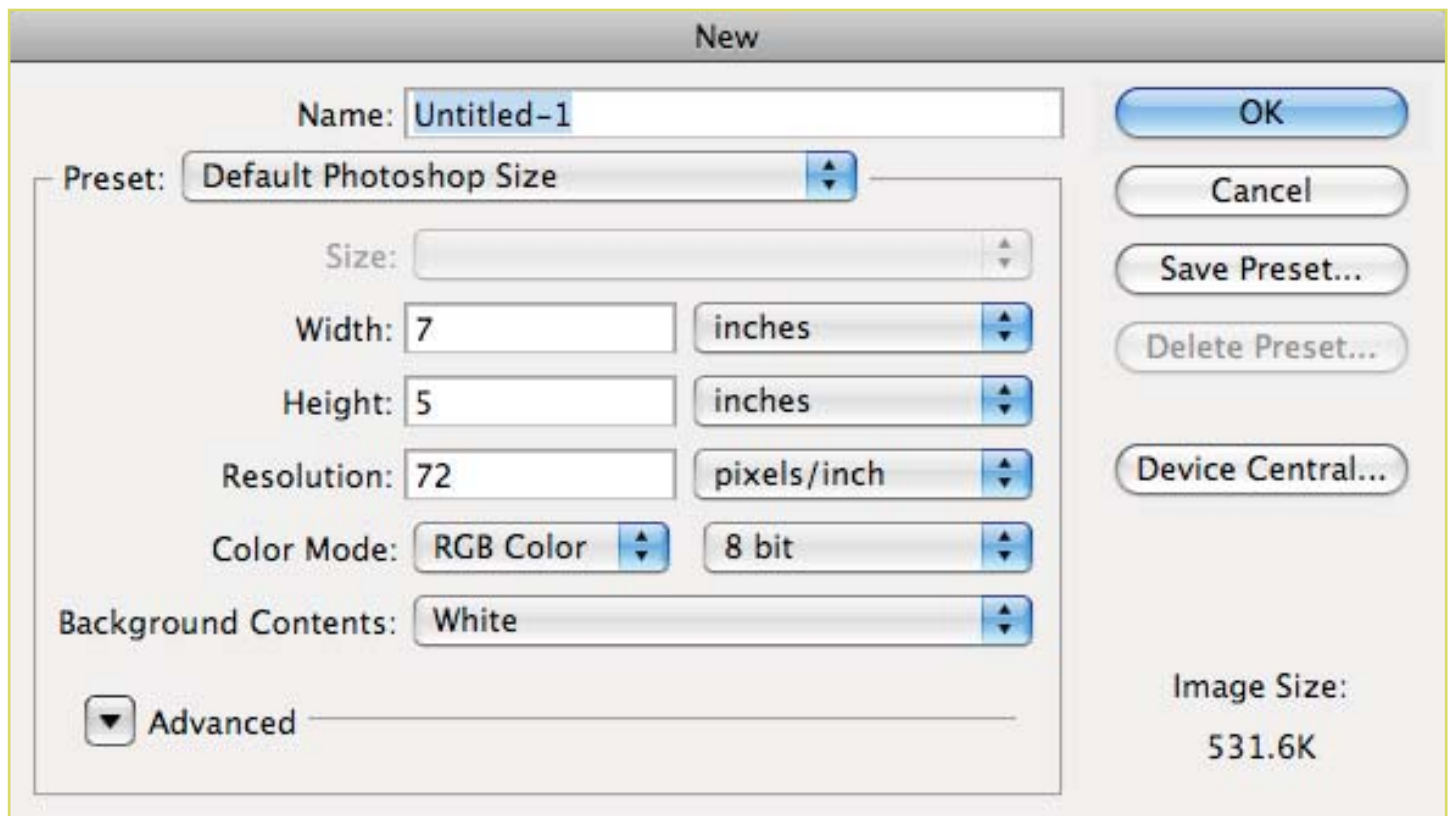 New
Name: Untitled-1
OK
Preset: Default Photoshop Size
Cancel
Size:
Save Preset...
Width: 7 inches
Delete Preset...
Height: 5 inches
Resolution: 72 pixels/inch
Device Central...
Color Mode: RGB Color 8 bit
Background Contents: White
Image Size:
Advanced
531.6K